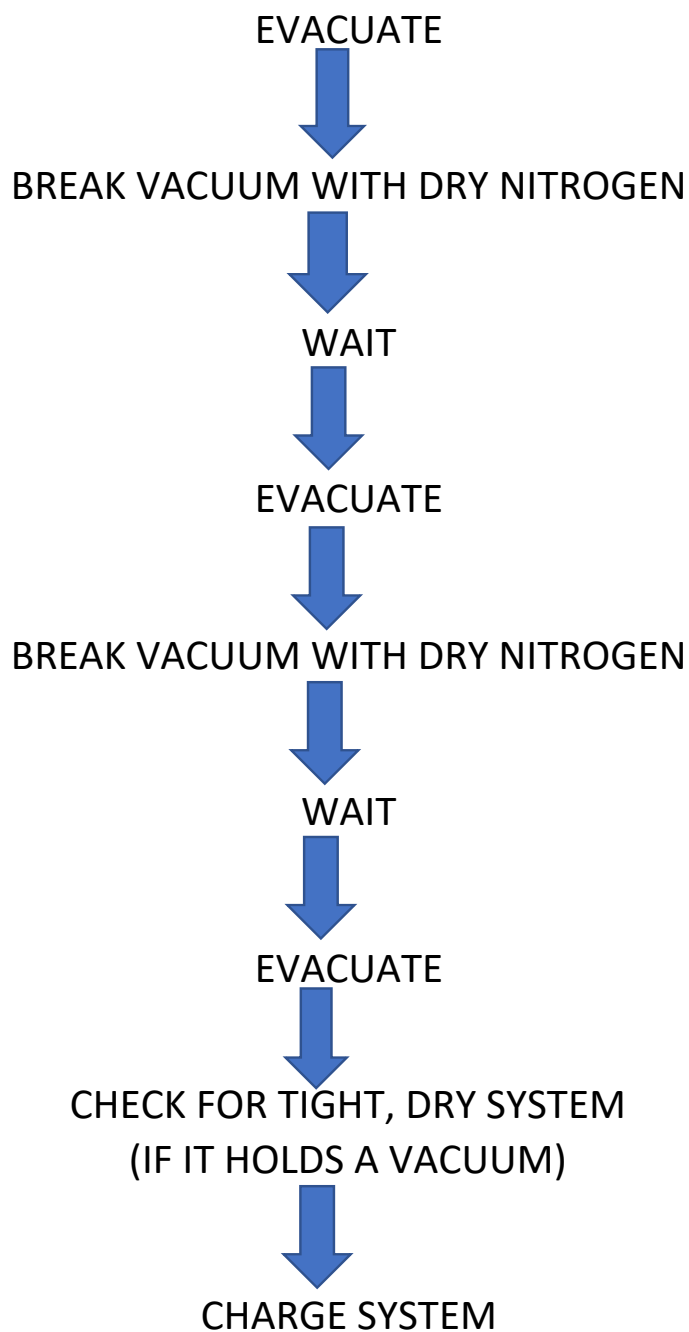 EVACUATE
BREAK VACUUM WITH DRY NITROGEN
WAIT
EVACUATE
BREAK VACUUM WITH DRY NITROGEN
WAIT
EVACUATE
CHECK FOR TIGHT, DRY SYSTEM
(IF IT HOLDS A VACUUM)
CHARGE SYSTEM